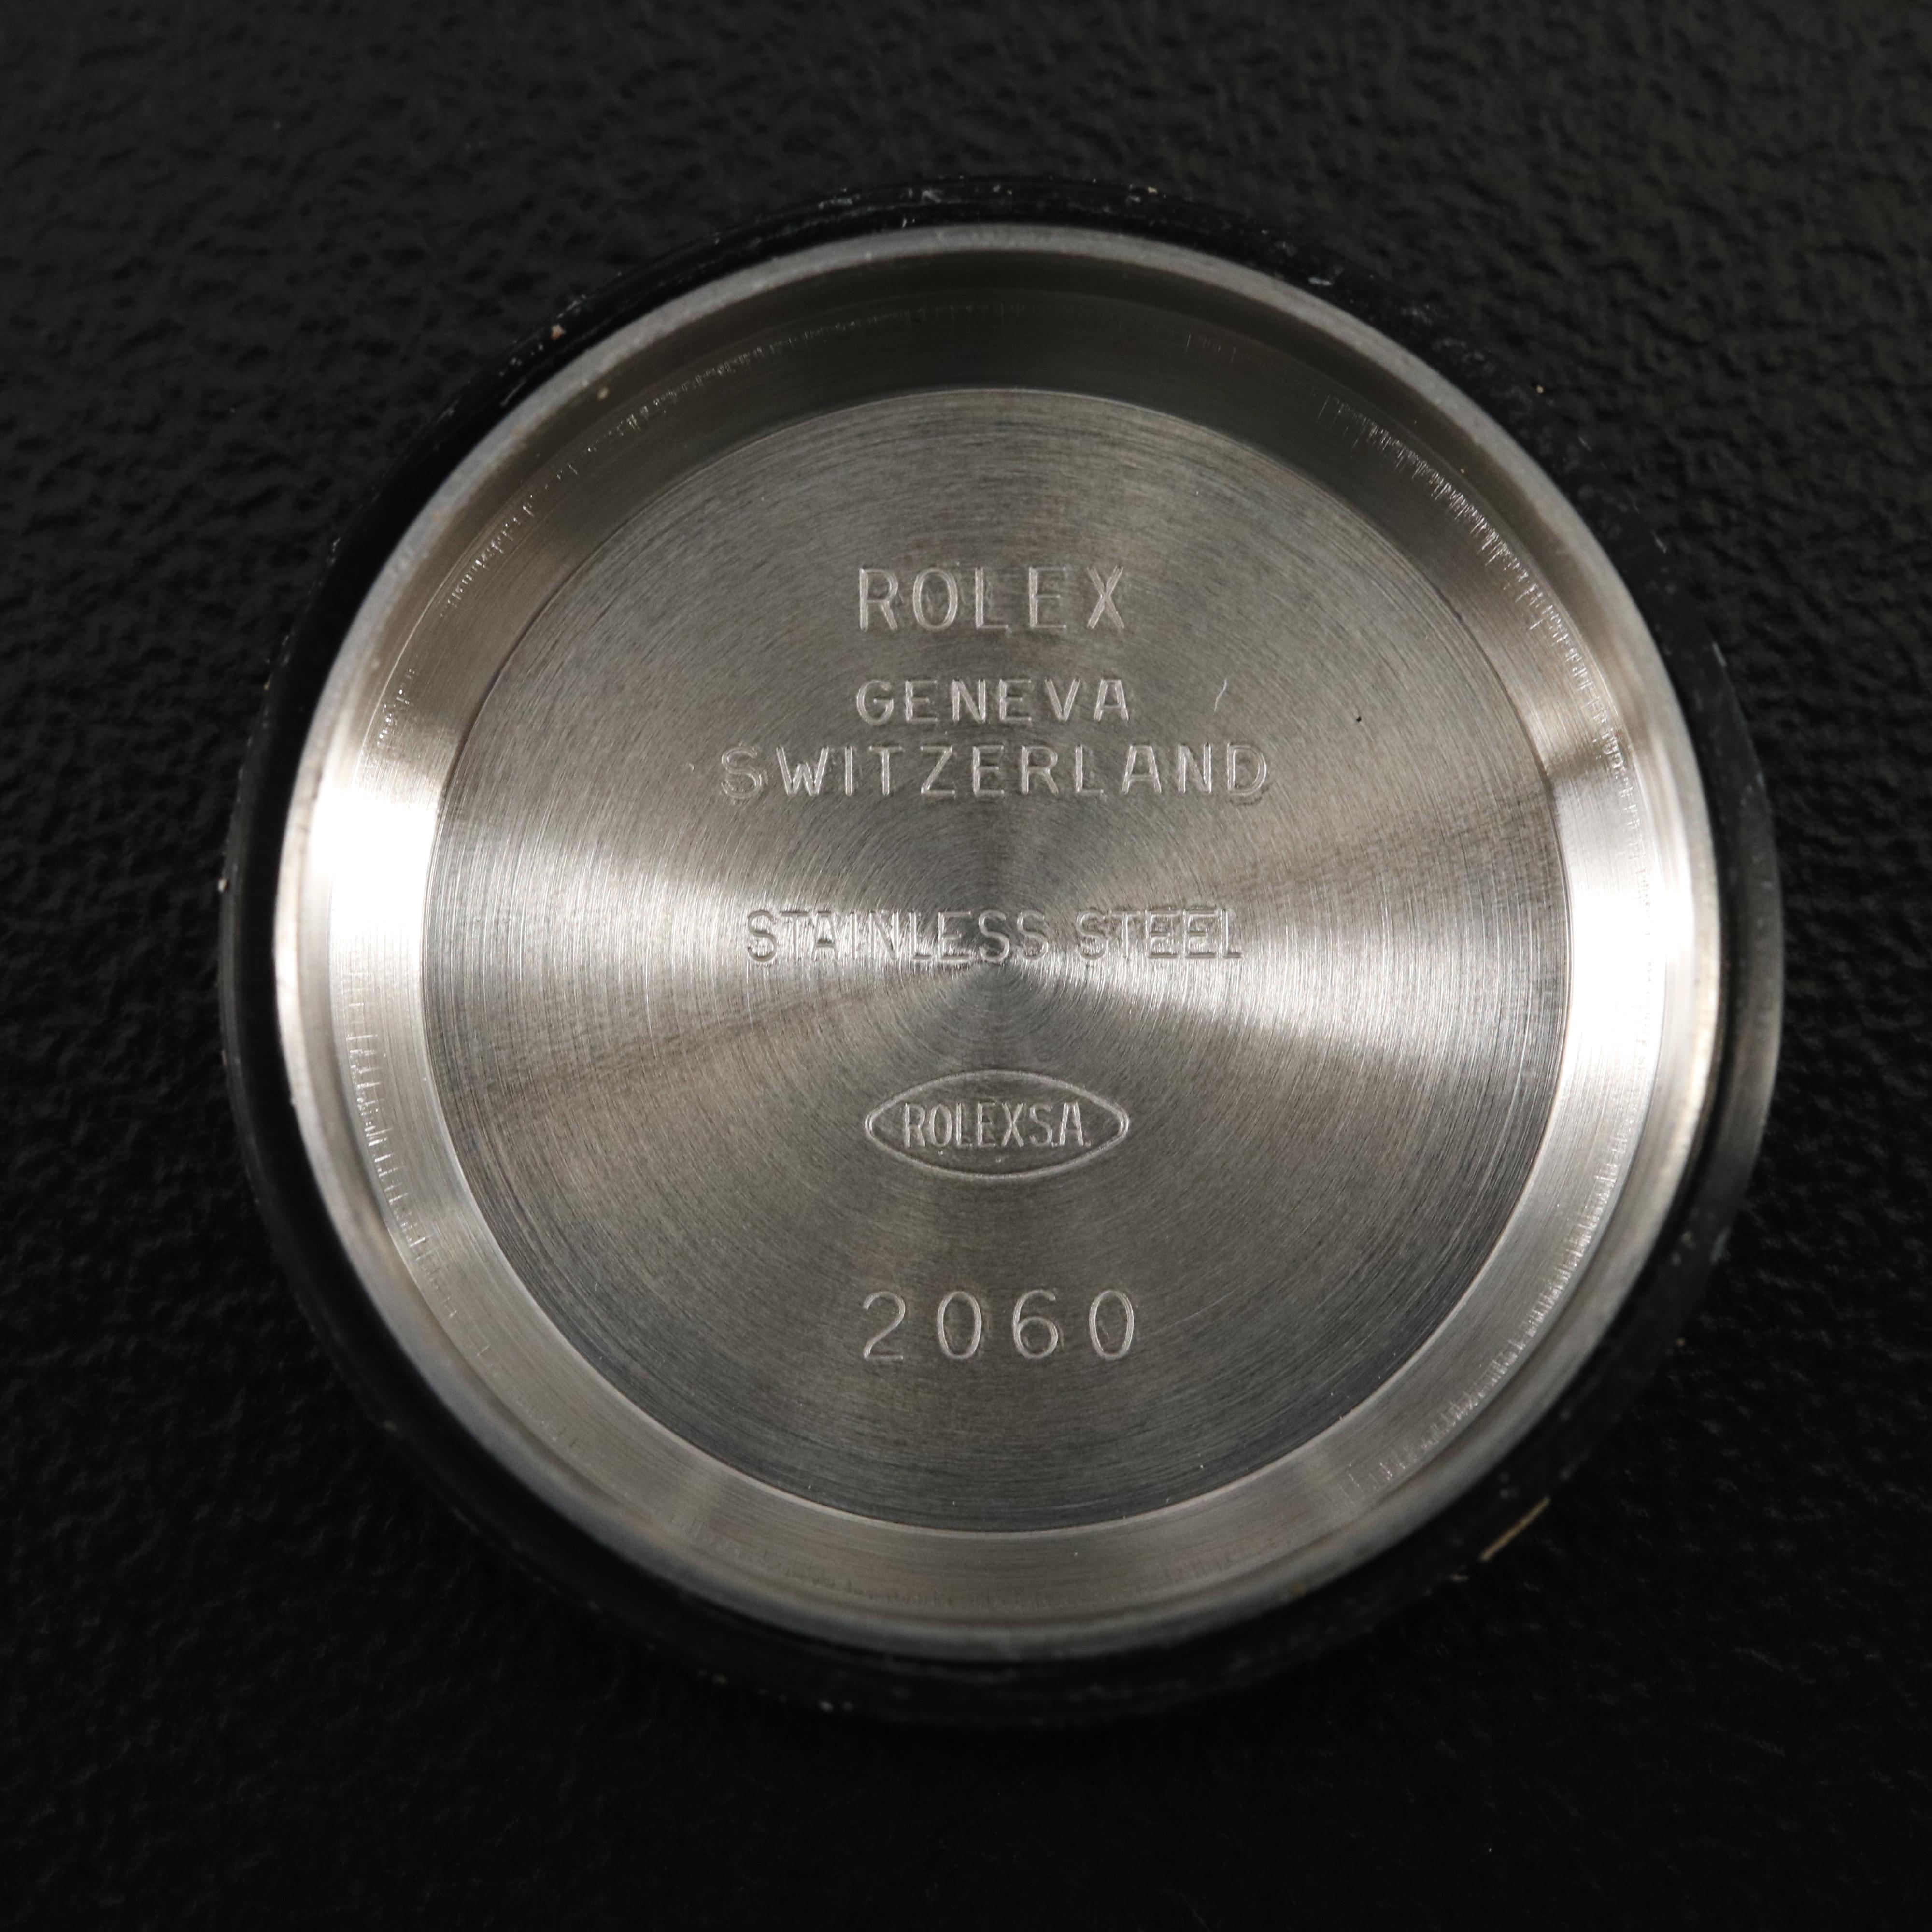 ROLEX
GENEVA
SWITZERLAND
STAINLESS STEEL
ROLEX S.A
2060